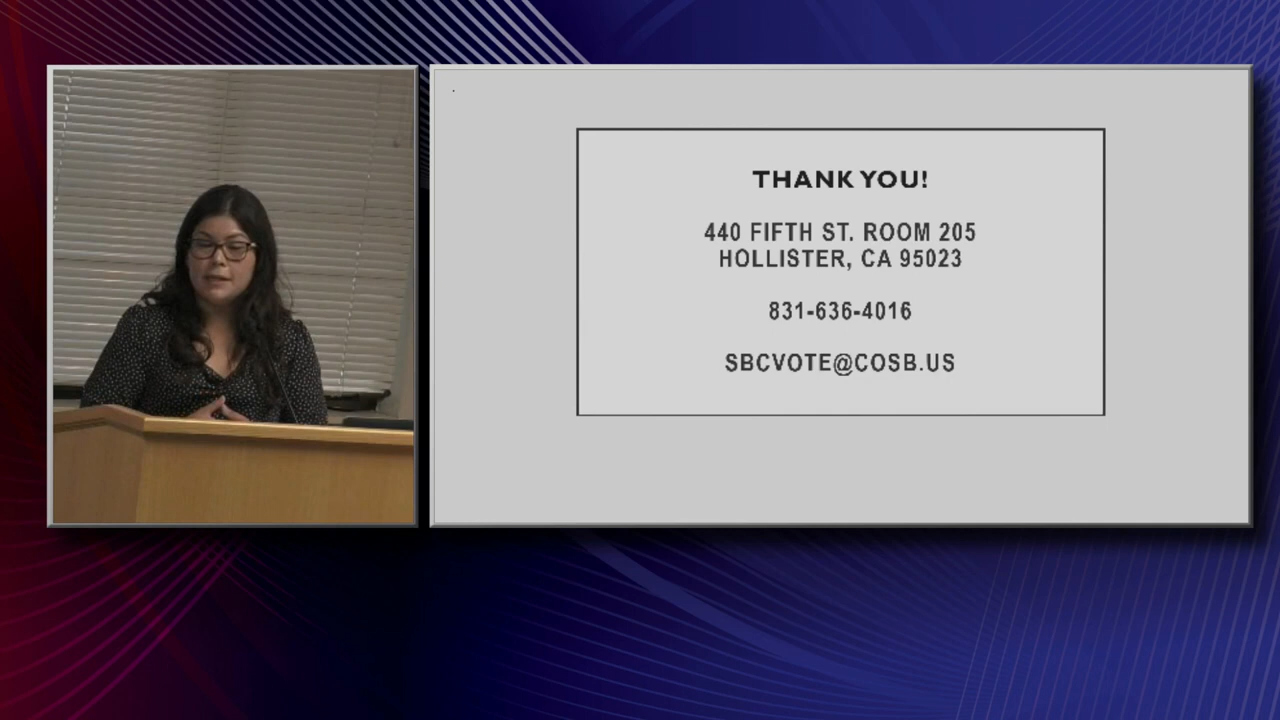 THANK YOU!
440 FIFTH ST. ROOM 205
HOLLISTER, CA 95023
831-636-4016
SBCVOTE@COSB.US